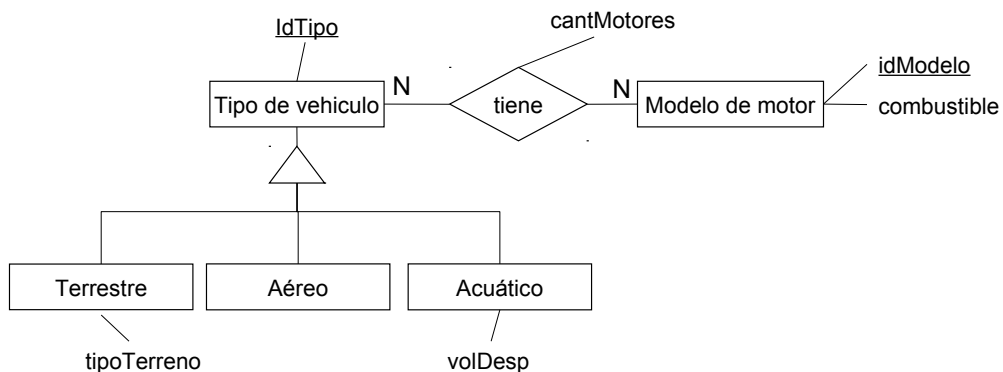 cantMotores
IdTipo
N
N
idModelo
Tipo de vehiculo
tiene
Modelo de motor
combustible
Terrestre
Aéreo
Acuático
tipoTerreno
volDesp